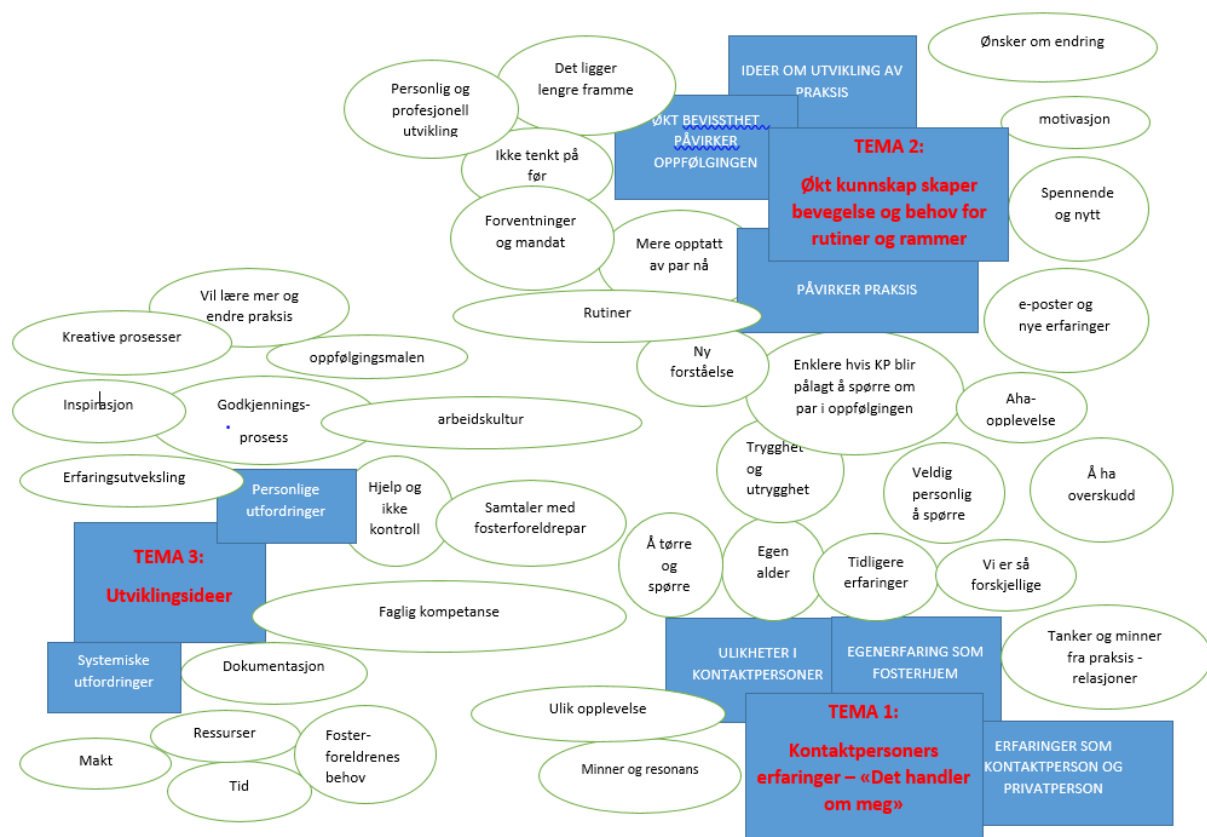 Ønsker om endring
Det ligger
lengre framme
IDEER OM UTVIKLING AV
PRAKSIS
Personlig og
profesjonell
utvikling
ØKT BEVISSTHET
PÅVIRKER
OPPFØLGINGEN
motivasjon
TEMA 2:
Økt kunnskap skaper
bevegelse og behov for
rutiner og rammer
Ikke tenkt på
før
Spennende
og nytt
Forventninger
og mandat
Mere opptatt
av par nå
PÅVIRKER PRAKSIS
e-poster og
nye erfaringer
Vil lære mer og
endre praksis
Rutiner
Kreative prosesser
oppfølgingsmalen
Ny
forståelse
Enklere hvis KP blir
pålagt å spørre om
par i oppfølgingen
Inspirasjon
Godkjennings-
prosess
arbeidskultur
Aha-
opplevelse
Trygghet
og
utrygghet
Veldig
personlig
å spørre
Å ha
overskudd
Erfaringsutveksling
Personlige
utfordringer
Hjelp og
ikke
kontroll
Samtaler med
fosterforeldrepar
TEMA 3:
Utviklingsideer
Å tørre
og
spørre
Egen
alder
Tidligere
erfaringer
Vi er så
forskjellige
Faglig kompetanse
Systemiske
utfordringer
Dokumentasjon
ULIKHETER I
KONTAKTPERSONER
EGENERFARING SOM
FOSTERHJEM
Tanker og minner
fra praksis -
relasjoner
Ulik opplevelse
TEMA 1:
Kontaktpersoners
erfaringer – «Det handler
om meg»
Ressurser
Foster-
foreldrenes
behov
Makt
Tid
Minner og resonans
ERFARINGER SOM
KONTAKTPERSON OG
PRIVATPERSON